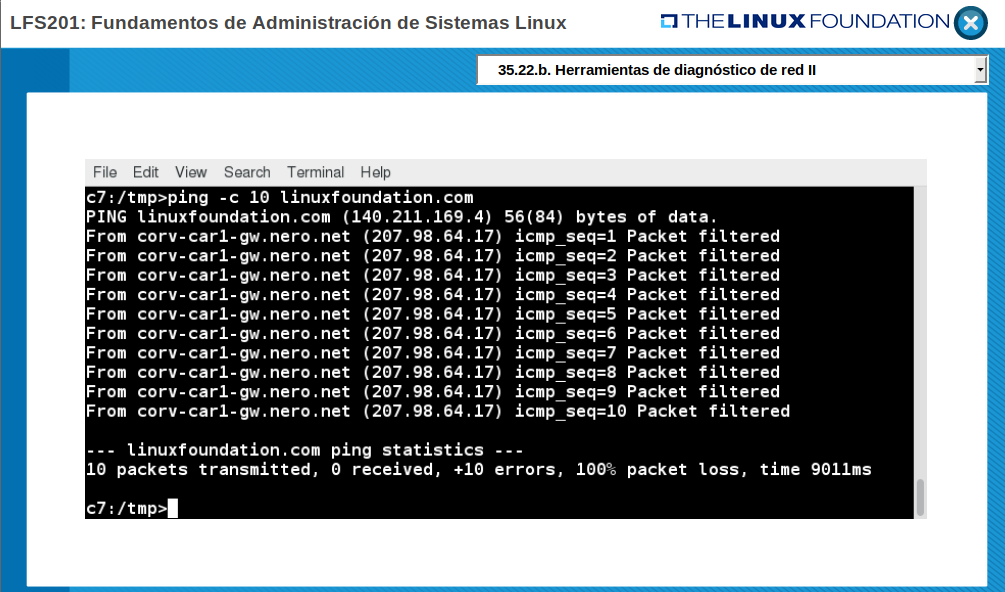 LFS201: Fundamentos de Administración de Sistemas Linux
THE LINUX FOUNDATION
35.22.b. Herramientas de diagnóstico de red II
File Edit View Search Terminal Help
c7:/tmp>ping -c 10 linuxfoundation.com
PING linuxfoundation.com (140.211.169.4) 56(84) bytes of data.
From corv-car1-gw.nero.net (207.98.64.17) icmp_seq=1 Packet filtered
From corv-car1-gw.nero.net (207.98.64.17) icmp_seq=2 Packet filtered
From corv-car1-gw.nero.net (207.98.64.17) icmp_seq=3 Packet filtered
From corv-car1-gw.nero.net (207.98.64.17) icmp_seq=4 Packet filtered
From corv-car1-gw.nero.net (207.98.64.17) icmp_seq=5 Packet filtered
From corv-car1-gw.nero.net (207.98.64.17) icmp_seq=6 Packet filtered
From corv-car1-gw.nero.net (207.98.64.17) icmp_seq=7 Packet filtered
From corv-car1-gw.nero.net (207.98.64.17) icmp_seq=8 Packet filtered
From corv-car1-gw.nero.net (207.98.64.17) icmp_seq=9 Packet filtered
From corv-car1-gw.nero.net (207.98.64.17) icmp_seq=10 Packet filtered
--- linuxfoundation.com ping statistics ---
10 packets transmitted, 0 received, +10 errors, 100% packet loss, time 9011ms
c7:/tmp>